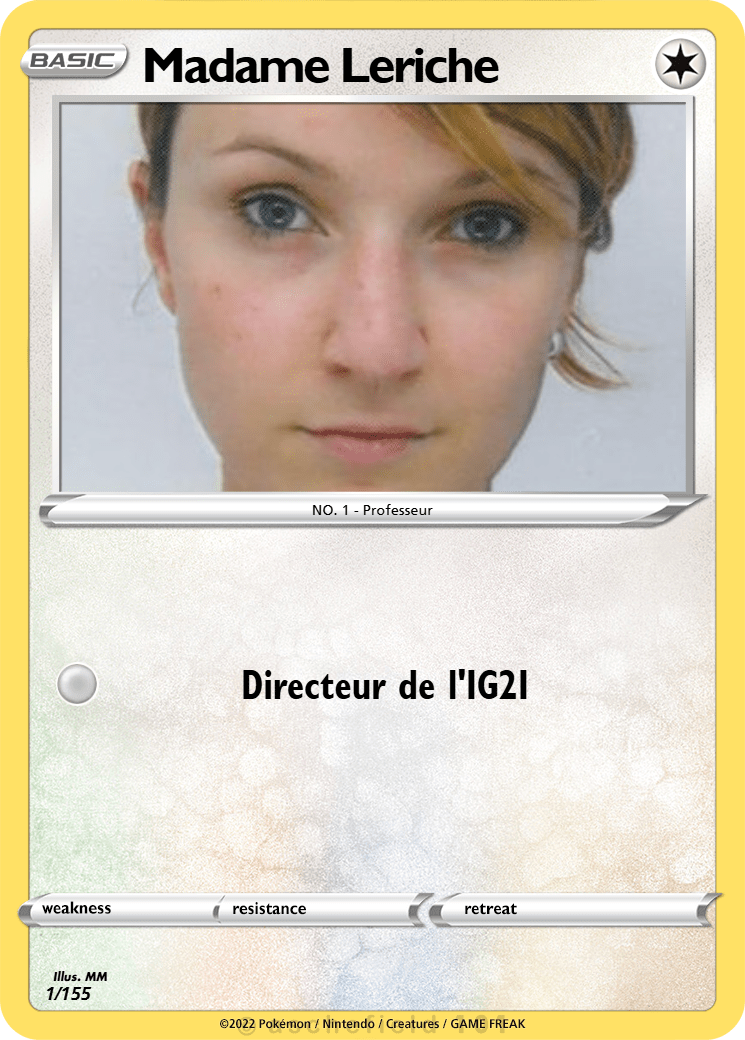 BASIC
Madame Leriche
NO. 1 - Professeur
Directeur de l'IG2I
weakness resistance retreat
Illus. MM
1/155
©2022 Pokémon / Nintendo / Creatures / GAME FREAK